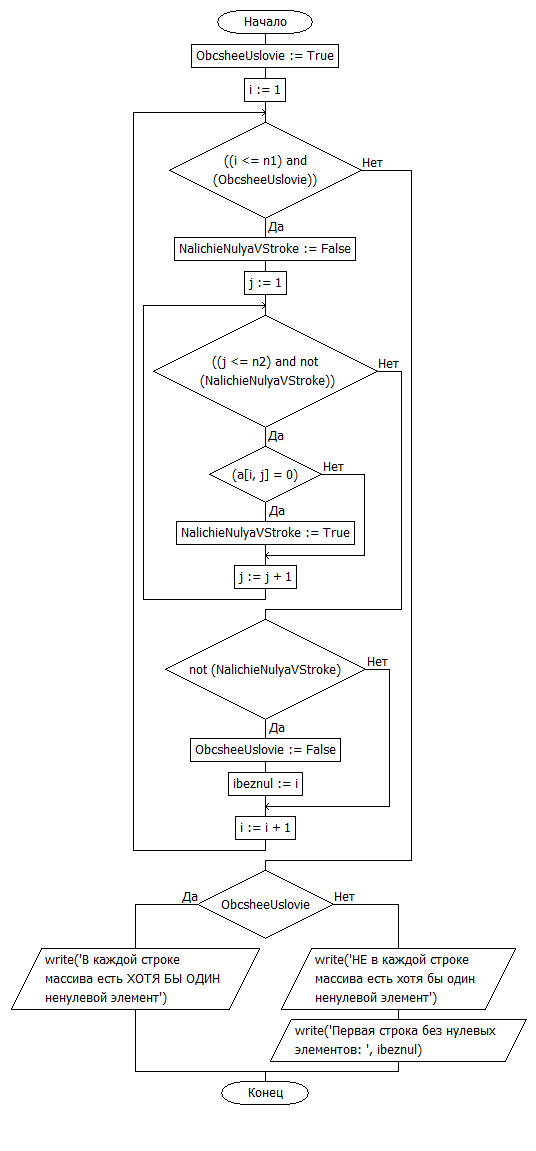 Начало
ObcsheeUslovie := True
i := 1
((i <= n1) and
(ObcsheeUslovie))
Нет
Да
NalichieNulyaVStroke := False
j := 1
((j <= n2) and not
(NalichieNulyaVStroke))
Нет
Да
(a[i, j] = 0)
Нет
Да
NalichieNulyaVStroke := True
j := j + 1
not (NalichieNulyaVStroke)
Нет
Да
ObcsheeUslovie := False
ibeznul := i
i := i + 1
ObcsheeUslovie
Да
Нет
write('В каждой строке
массива есть ХОТЯ БЫ ОДИН
ненулевой элемент')
write('НЕ в каждой строке
массива есть хотя бы один
ненулевой элемент')
write('Первая строка без нулевых
элементов: ', ibeznul)
Конец